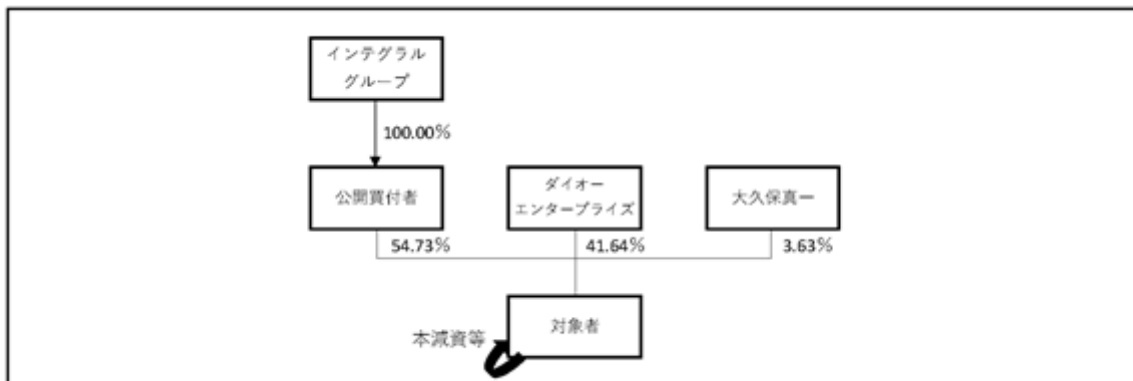 インテグラル
グループ
100.00%
公開買付者
ダイオー
エンタープライズ
大久保真一
54.73%
41.64%
3.63%
対象者
本減資等